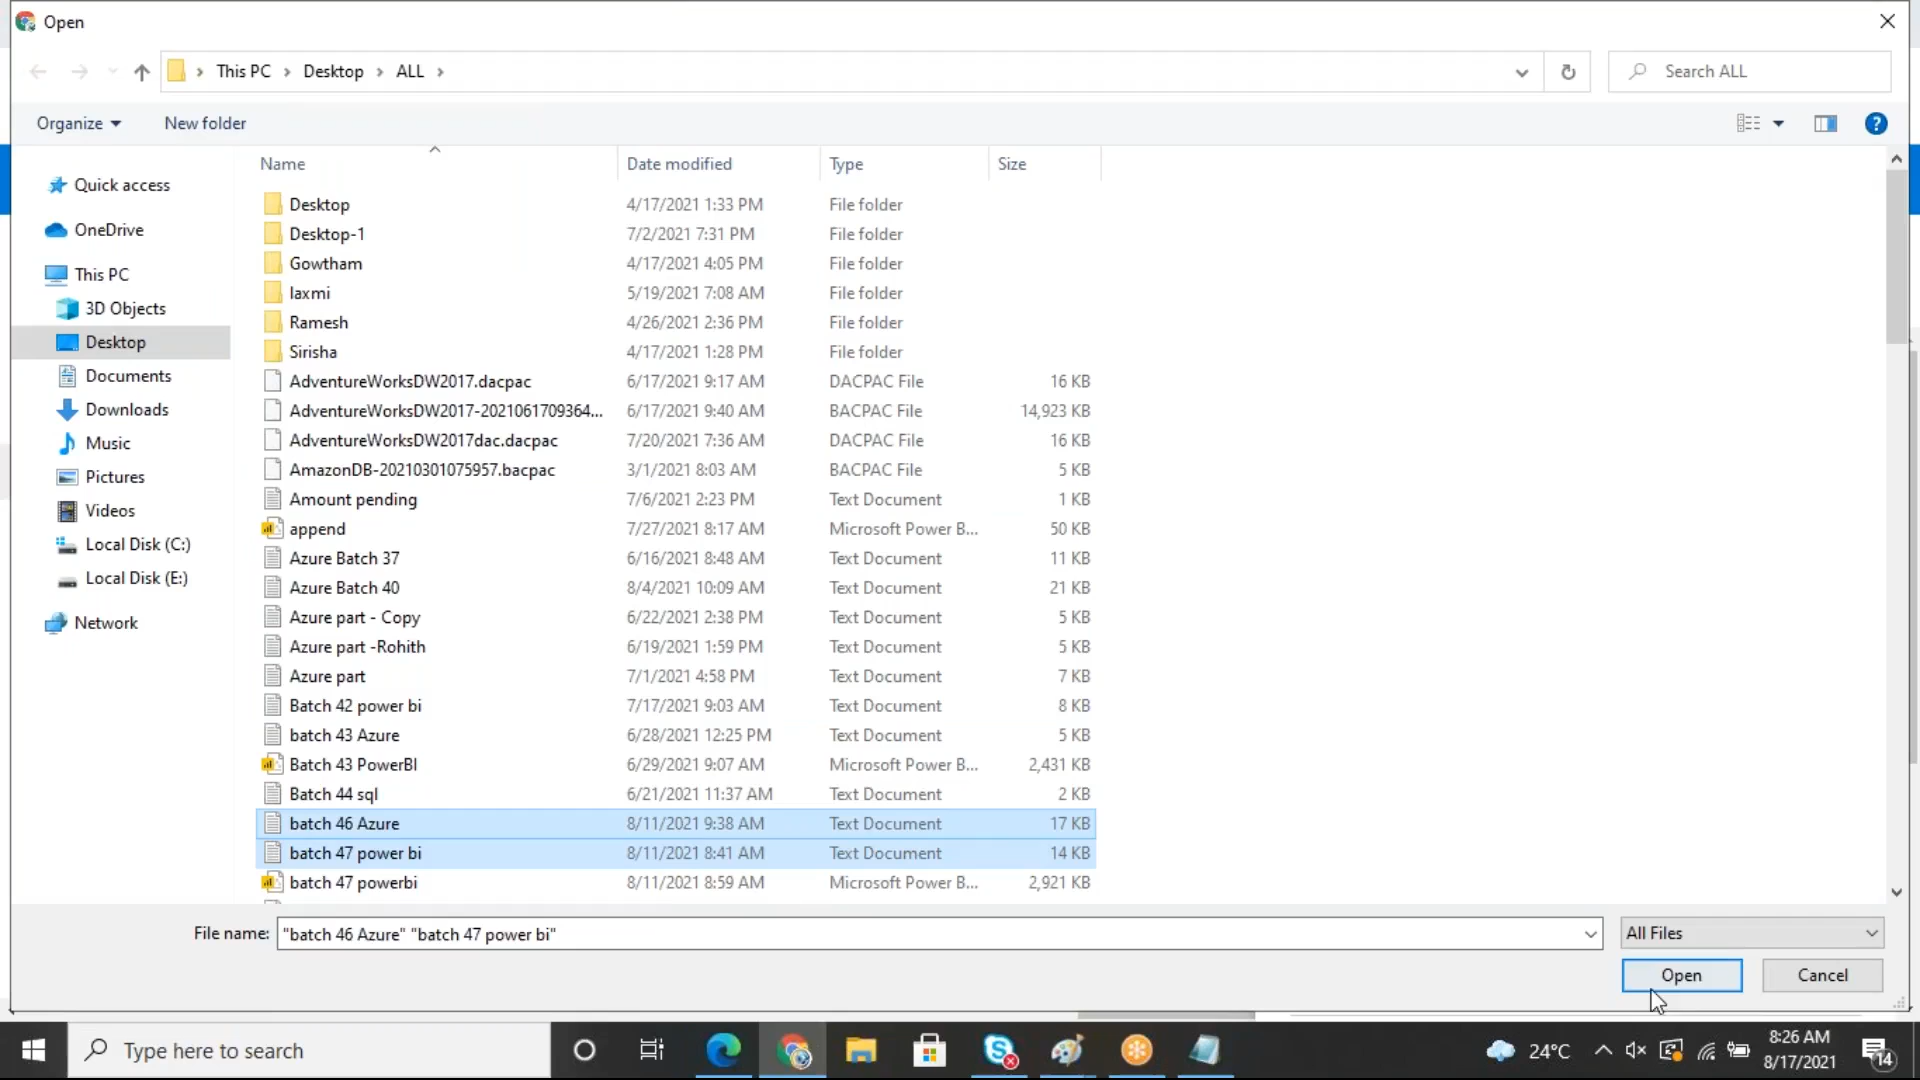 Open
This PC > Desktop > ALL >
Search ALL
Organize
New folder
?
Name Date modified Type Size
Quick access
OneDrive
This PC
3D Objects
Desktop
Documents
Downloads
Music
Pictures
Videos
Local Disk (C:)
Local Disk (E:)
Network
Desktop 4/17/2021 1:33 PM File folder
Desktop-1 7/2/2021 7:31 PM File folder
Gowtham 4/17/2021 4:05 PM File folder
laxmi 5/19/2021 7:08 AM File folder
Ramesh 4/26/2021 2:36 PM File folder
Sirisha 4/17/2021 1:28 PM File folder
AdventureWorksDW2017.dacpac 6/17/2021 9:17 AM DACPAC File 16 KB
AdventureWorksDW2017-2021061709364... 6/17/2021 9:40 AM BACPAC File 14,923 KB
AdventureWorksDW2017dac.dacpac 7/20/2021 7:36 AM DACPAC File 16 KB
AmazonDB-20210301075957.bacpac 3/1/2021 8:03 AM BACPAC File 5 KB
Amount pending 7/6/2021 2:23 PM Text Document 1 KB
append 7/27/2021 8:17 AM Microsoft Power B... 50 KB
Azure Batch 37 6/16/2021 8:48 AM Text Document 11 KB
Azure Batch 40 8/4/2021 10:09 AM Text Document 21 KB
Azure part - Copy 6/22/2021 2:38 PM Text Document 5 KB
Azure part -Rohith 6/19/2021 1:59 PM Text Document 5 KB
Azure part 7/1/2021 4:58 PM Text Document 7 KB
Batch 42 power bi 7/17/2021 9:03 AM Text Document 8 KB
batch 43 Azure 6/28/2021 12:25 PM Text Document 5 KB
Batch 43 PowerBI 6/29/2021 9:07 AM Microsoft Power B... 2,431 KB
Batch 44 sql 6/21/2021 11:37 AM Text Document 2 KB
batch 46 Azure 8/11/2021 9:38 AM Text Document 17 KB
batch 47 power bi 8/11/2021 8:41 AM Text Document 14 KB
batch 47 powerbi 8/11/2021 8:59 AM Microsoft Power B... 2,921 KB
File name: "batch 46 Azure" "batch 47 power bi"
All Files
Open
Cancel
Type here to search
24°C
8:26 AM
8/17/2021
14